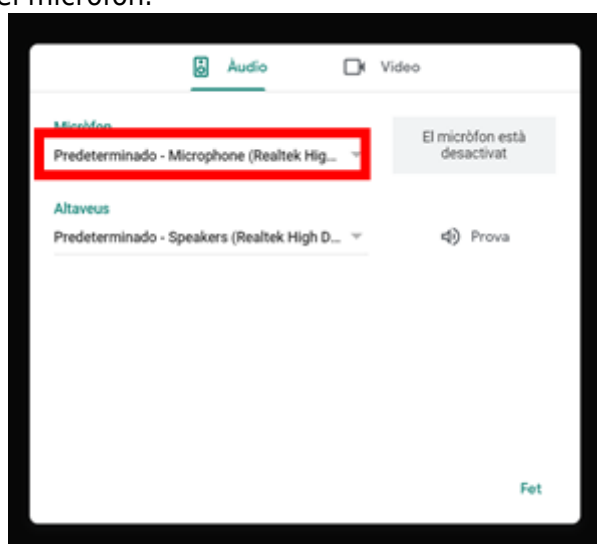 el micròfon.
Àudio Video
Micròfon
Predeterminado - Microphone (Realtek Hig...
El micròfon està
desactivat
Altaveus
Predeterminado - Speakers (Realtek High D...
Prova
Fet